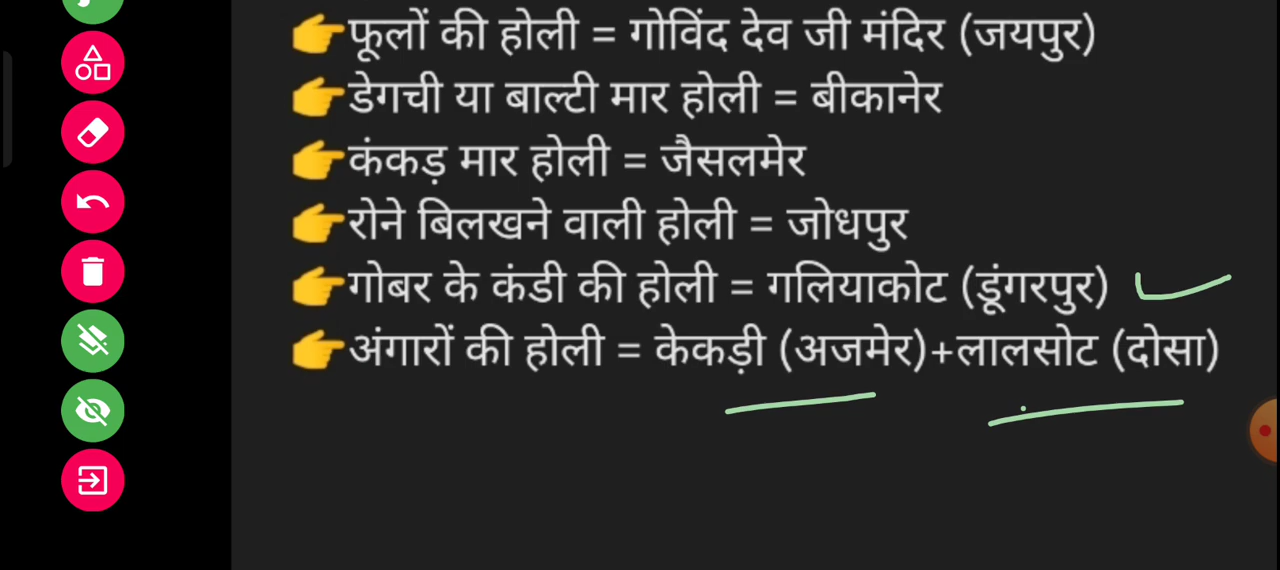 👉फूलों की होली = गोविंद देव जी मंदिर (जयपुर)
👉डेगची या बाल्टी मार होली = बीकानेर
👉कंकड़ मार होली = जैसलमेर
👉रोने बिलखने वाली होली = जोधपुर
👉गोबर के कंडी की होली = गलियाकोट (डूंगरपुर)
👉अंगारों की होली = केकड़ी (अजमेर)+लालसोट (दोसा)